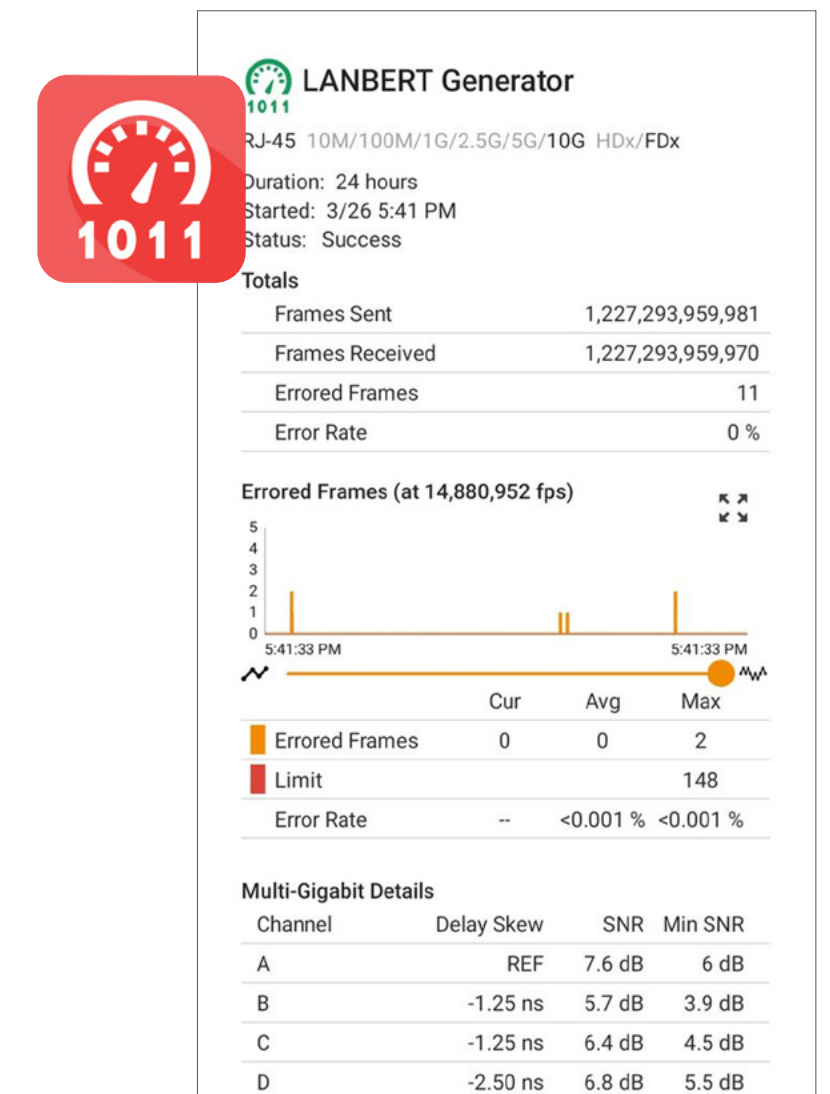 LANBERT Generator
1011
RJ-45 10M/100M/1G/2.5G/5G/10G HDx/FDx
1011
Duration: 24 hours
Started: 3/26 5:41 PM
Status: Success
Totals
Frames Sent 1,227,293,959,981
Frames Received 1,227,293,959,970
Errored Frames 11
Error Rate 0 %
Errored Frames (at 14,880,952 fps)
5
4
3
2
1
0
5:41:33 PM 5:41:33 PM
Cur Avg Max
Errored Frames 0 0 2
Limit 148
Error Rate -- <0.001 % <0.001 %
Multi-Gigabit Details
Channel Delay Skew SNR Min SNR
A REF 7.6 dB 6 dB
B -1.25 ns 5.7 dB 3.9 dB
C -1.25 ns 6.4 dB 4.5 dB
D -2.50 ns 6.8 dB 5.5 dB